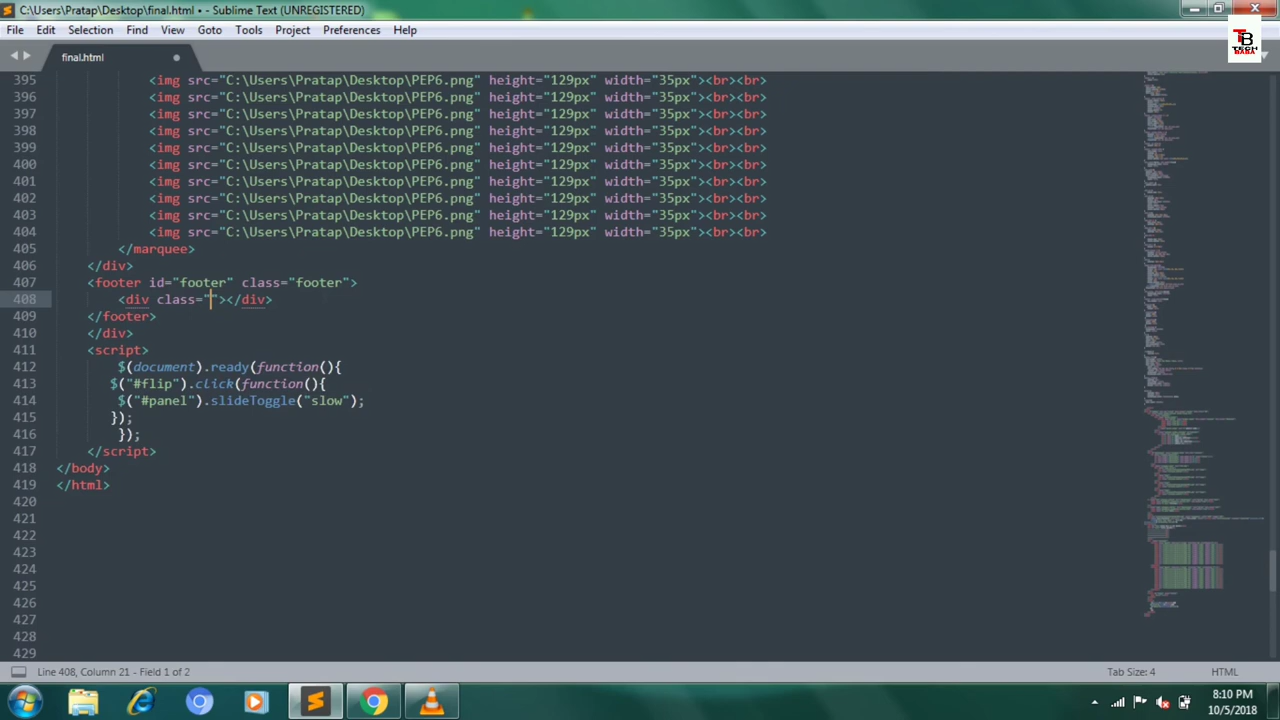 C:\Users\Pratap\Desktop\final.html • - Sublime Text (UNREGISTERED)
File Edit Selection Find View Goto Tools Project Preferences Help
TB
TECH
BABA
final.html
395 <img src="C:\Users\Pratap\Desktop\PEP6.png" height="129px" width="35px"><br><br>
396 <img src="C:\Users\Pratap\Desktop\PEP6.png" height="129px" width="35px"><br><br>
397 <img src="C:\Users\Pratap\Desktop\PEP6.png" height="129px" width="35px"><br><br>
398 <img src="C:\Users\Pratap\Desktop\PEP6.png" height="129px" width="35px"><br><br>
399 <img src="C:\Users\Pratap\Desktop\PEP6.png" height="129px" width="35px"><br><br>
400 <img src="C:\Users\Pratap\Desktop\PEP6.png" height="129px" width="35px"><br><br>
401 <img src="C:\Users\Pratap\Desktop\PEP6.png" height="129px" width="35px"><br><br>
402 <img src="C:\Users\Pratap\Desktop\PEP6.png" height="129px" width="35px"><br><br>
403 <img src="C:\Users\Pratap\Desktop\PEP6.png" height="129px" width="35px"><br><br>
404 <img src="C:\Users\Pratap\Desktop\PEP6.png" height="129px" width="35px"><br><br>
405 </marquee>
406 </div>
407 <footer id="footer" class="footer">
408 <div class=""></div>
409 </footer>
410 </div>
411 <script>
412 $(document).ready(function(){
413 $("#flip").click(function(){
414 $("#panel").slideToggle("slow");
415 });
416 });
417 </script>
418 </body>
419 </html>
420
421
422
423
424
425
426
427
428
429
Line 408, Column 21 - Field 1 of 2
Tab Size: 4
HTML
8:10 PM
10/5/2018